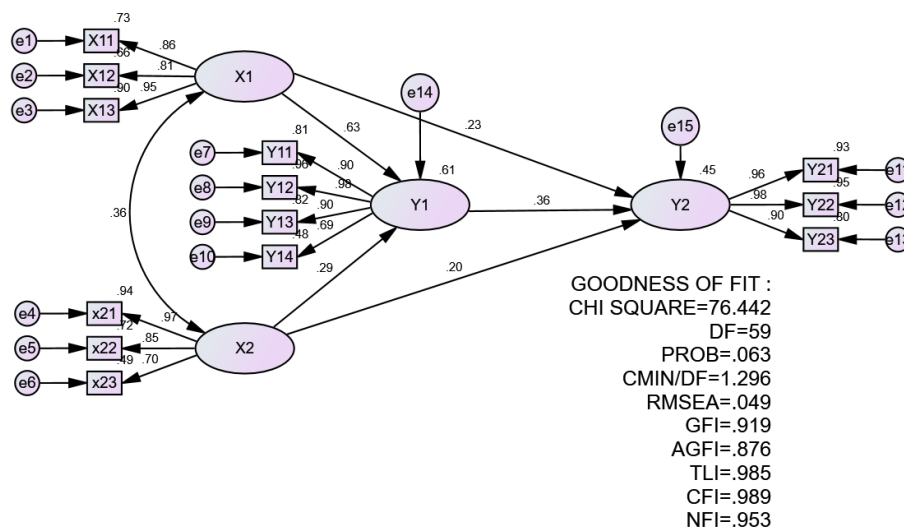 .73
e1
X11
.86
.66
e2
X12
.81
X1
.90
.95
e3
X13
e14
e15
.23
.63
.81
e7
Y11
.90
.96
e8
Y12
.98
.61
.82
e9
Y13
.90
Y1
.48
.69
e10
Y14
.36
.36
.29
.20
.45
Y2
.93
.96
Y21
.95
.98
Y22
.80
.90
Y23
.94
e4
x21
.97
.72
e5
x22
.85
X2
.49
.70
e6
x23
GOODNESS OF FIT :
CHI SQUARE=76.442
DF=59
PROB=.063
CMIN/DF=1.296
RMSEA=.049
GFI=.919
AGFI=.876
TLI=.985
CFI=.989
NFI=.953